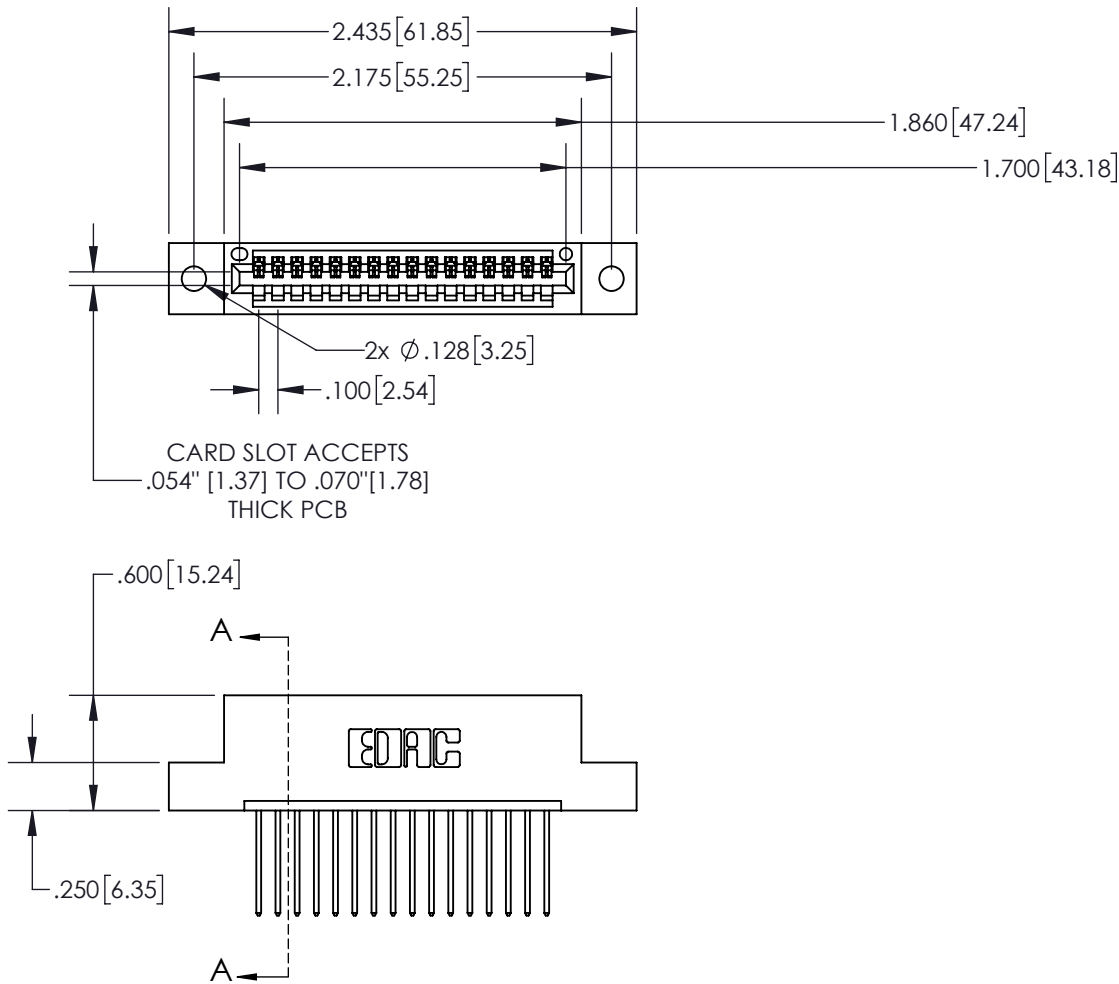 2.435[61.85]
2.175[55.25]
1.860[47.24]
1.700[43.18]
2x Ø.128[3.25]
.100[2.54]
CARD SLOT ACCEPTS
.054" [1.37] TO .070"[1.78]
THICK PCB
.600[15.24]
A
EDAC
.250[6.35]
A